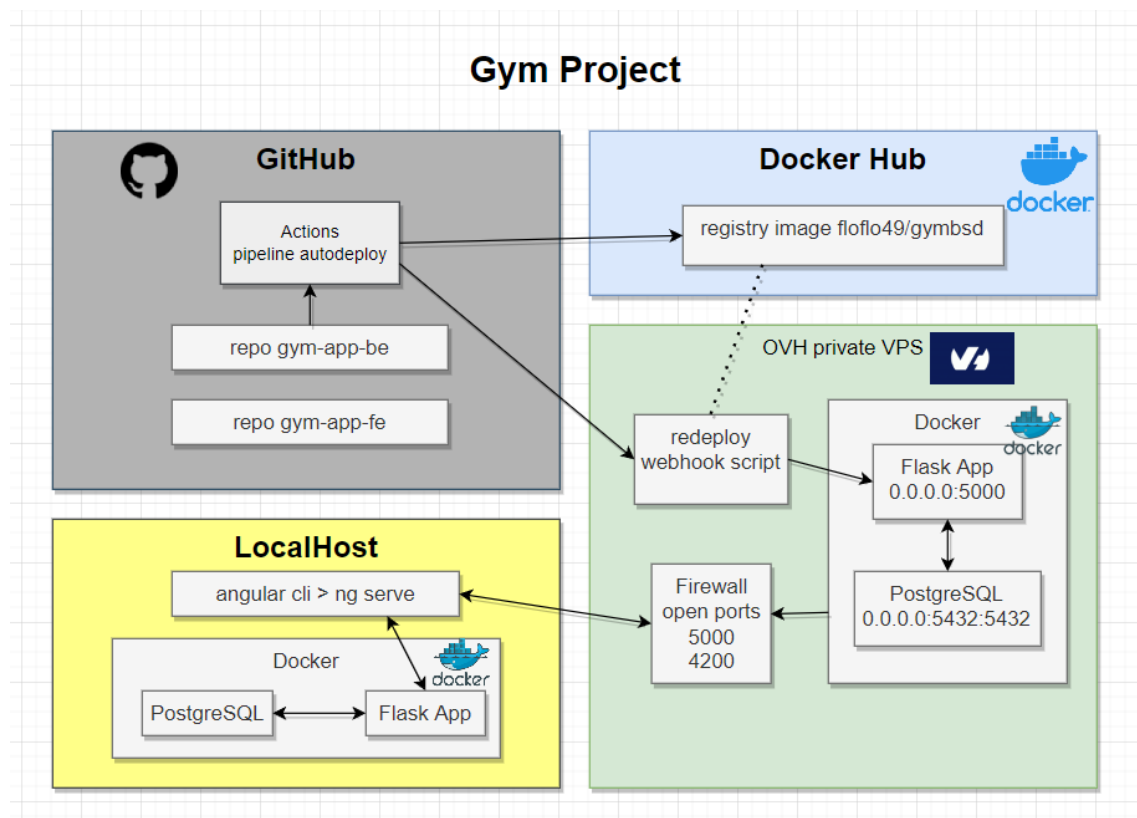 Gym Project
GitHub
Actions
pipeline autodeploy
repo gym-app-be
repo gym-app-fe
Docker Hub
docker
registry image floflo49/gymbsd
OVH private VPS
redeploy
webhook script
Docker
docker
Flask App
0.0.0.0:5000
PostgreSQL
0.0.0.0:5432:5432
Firewall
open ports
5000
4200
LocalHost
angular cli > ng serve
Docker
docker
PostgreSQL
Flask App